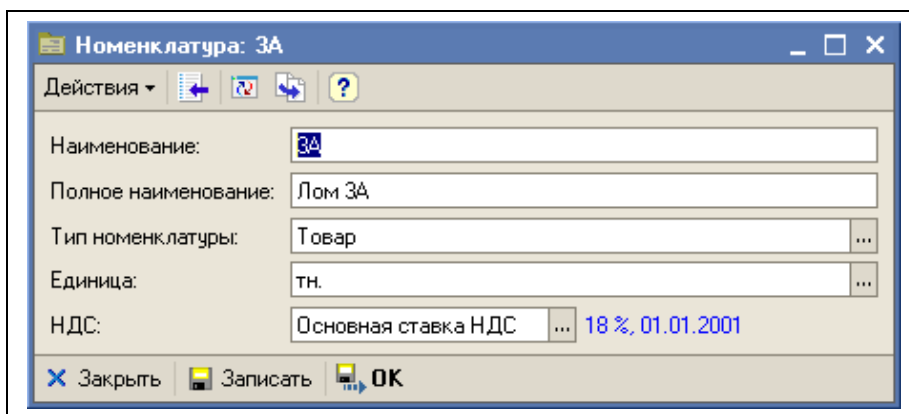 Номенклатура: 3А
Действия
Наименование: 3А
Полное наименование: Лом 3А
Тип номенклатуры: Товар ...
Единица: тн. ...
НДС: Основная ставка НДС ... 18 %, 01.01.2001
Закрыть Записать OK